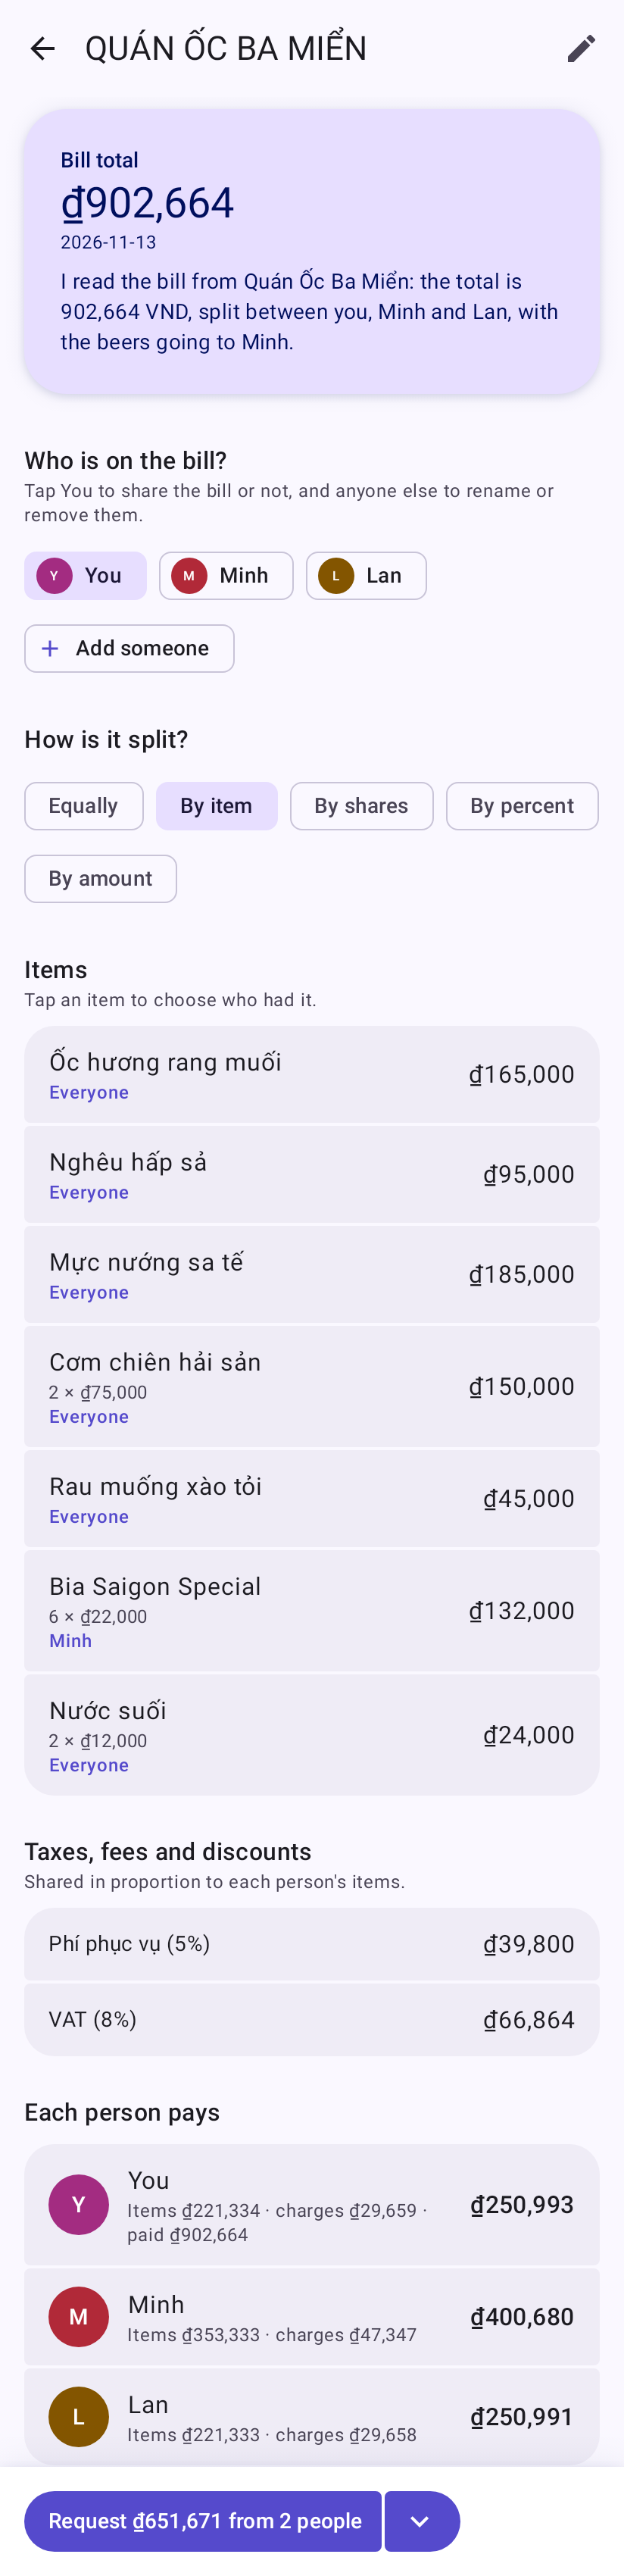 QUÁN ỐC BA MIỂN
Bill total
₫902,664
2026-11-13
I read the bill from Quán Ốc Ba Miển: the total is
902,664 VND, split between you, Minh and Lan, with
the beers going to Minh.
Who is on the bill?
Tap You to share the bill or not, and anyone else to rename or
remove them.
Y You M Minh L Lan
+ Add someone
How is it split?
Equally By item By shares By percent
By amount
Items
Tap an item to choose who had it.
Ốc hương rang muối
Everyone
₫165,000
Nghêu hấp sả
Everyone
₫95,000
Mực nướng sa tế
Everyone
₫185,000
Cơm chiên hải sản
2 × ₫75,000
Everyone
₫150,000
Rau muống xào tỏi
Everyone
₫45,000
Bia Saigon Special
6 × ₫22,000
Minh
₫132,000
Nước suối
2 × ₫12,000
Everyone
₫24,000
Taxes, fees and discounts
Shared in proportion to each person's items.
Phí phục vụ (5%) ₫39,800
VAT (8%) ₫66,864
Each person pays
Y
You
Items ₫221,334 · charges ₫29,659 ·
paid ₫902,664
₫250,993
M
Minh
Items ₫353,333 · charges ₫47,347
₫400,680
L
Lan
Items ₫221,333 · charges ₫29,658
₫250,991
Request ₫651,671 from 2 people